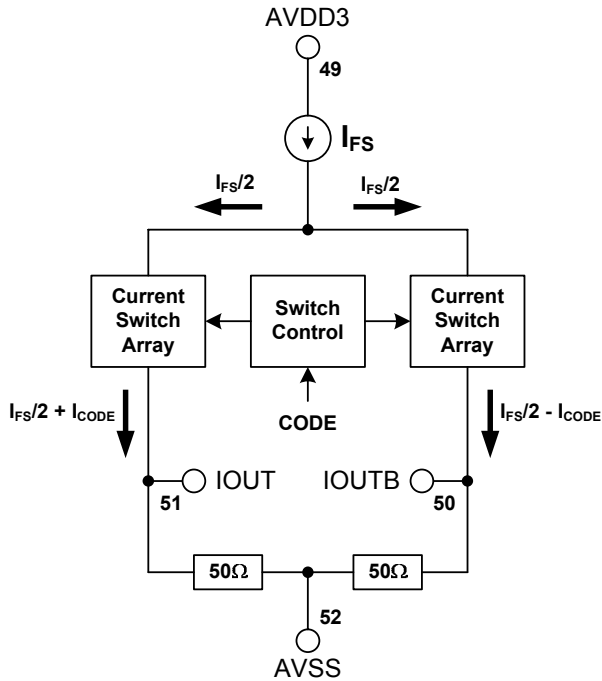 AVDD3
49
IFS
IFS/2
IFS/2
Current
Switch
Array
Switch
Control
Current
Switch
Array
IFS/2 + ICODE
CODE
IFS/2 - ICODE
IOUT
IOUTB
51
50
50Ω
50Ω
52
AVSS